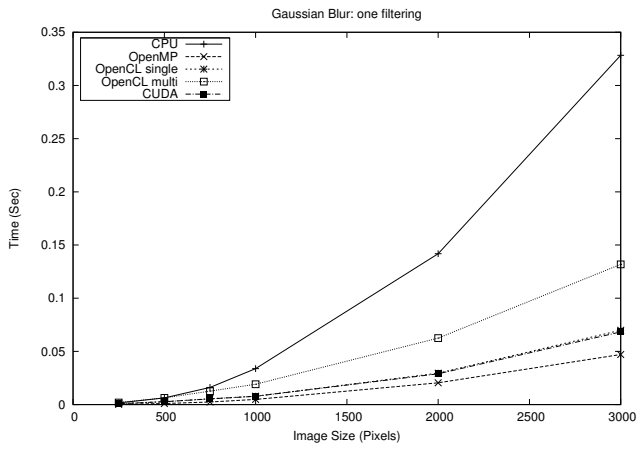 Gaussian Blur: one filtering
0.35
0.3
0.25
0.2
0.15
0.1
0.05
0
Time (Sec)
CPU
OpenMP
OpenCL single
OpenCL multi
CUDA
0 500 1000 1500 2000 2500 3000
Image Size (Pixels)